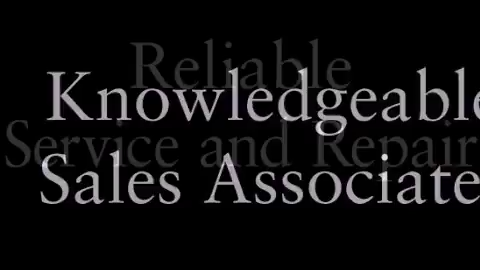 Reliable
Knowledgeable
Service and Repair
Sales Associate